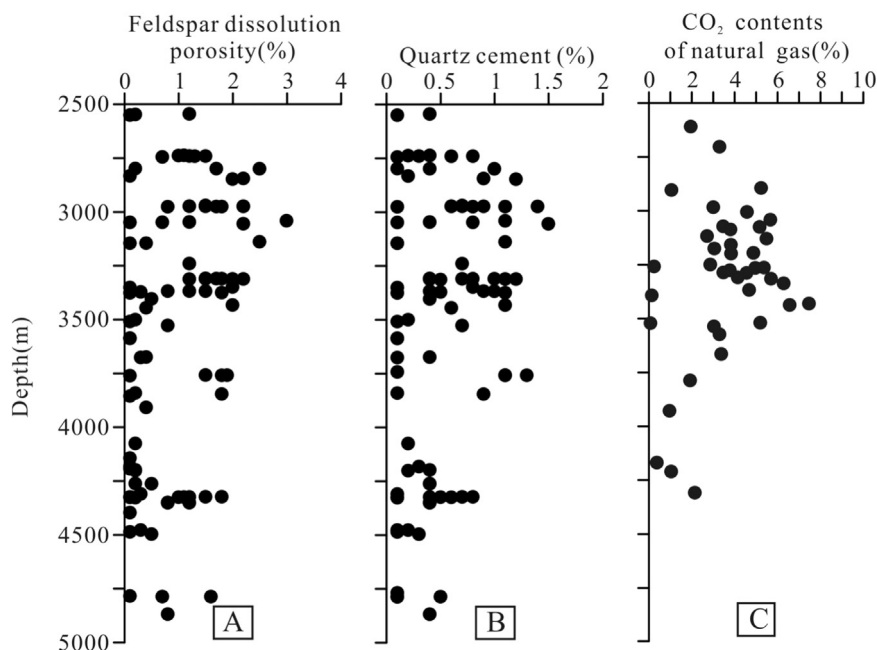 Feldspar dissolution
porosity(%)
0 1 2 3 4
Quartz cement (%)
0 0.5 1 1.5 2
CO₂ contents
of natural gas(%)
0 2 4 6 8 10
Depth(m)
2500
3000
3500
4000
4500
5000
A
B
C